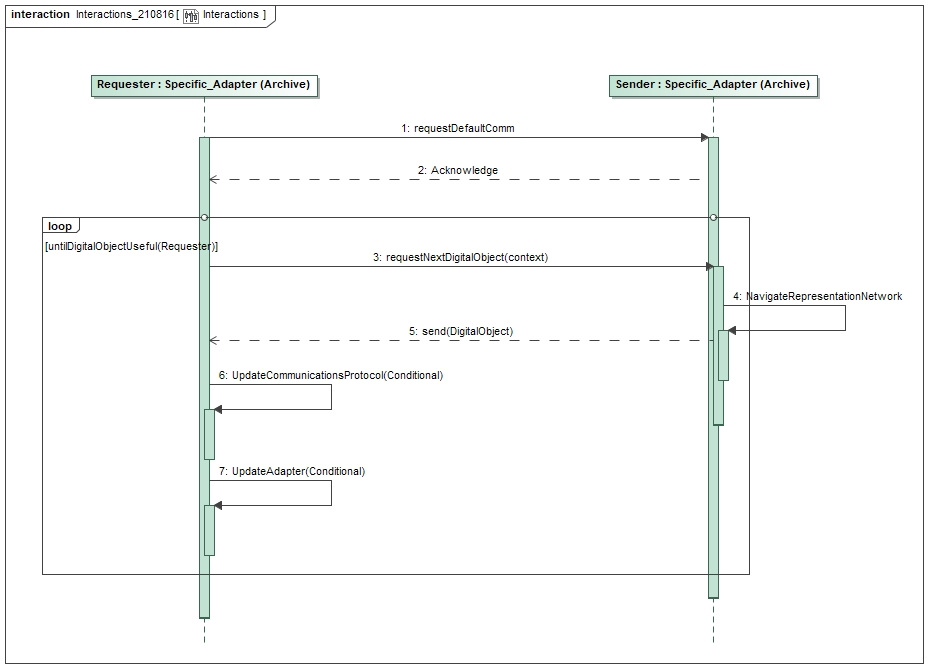 interaction Interactions_210816 [ Interactions ]
Requester : Specific_Adapter (Archive)
Sender : Specific_Adapter (Archive)
1: requestDefaultComm
2: Acknowledge
loop
[untilDigitalObjectUseful(Requester)]
3: requestNextDigitalObject(context)
4: NavigateRepresentationNetwork
5: send(DigitalObject)
6: UpdateCommunicationsProtocol(Conditional)
7: UpdateAdapter(Conditional)